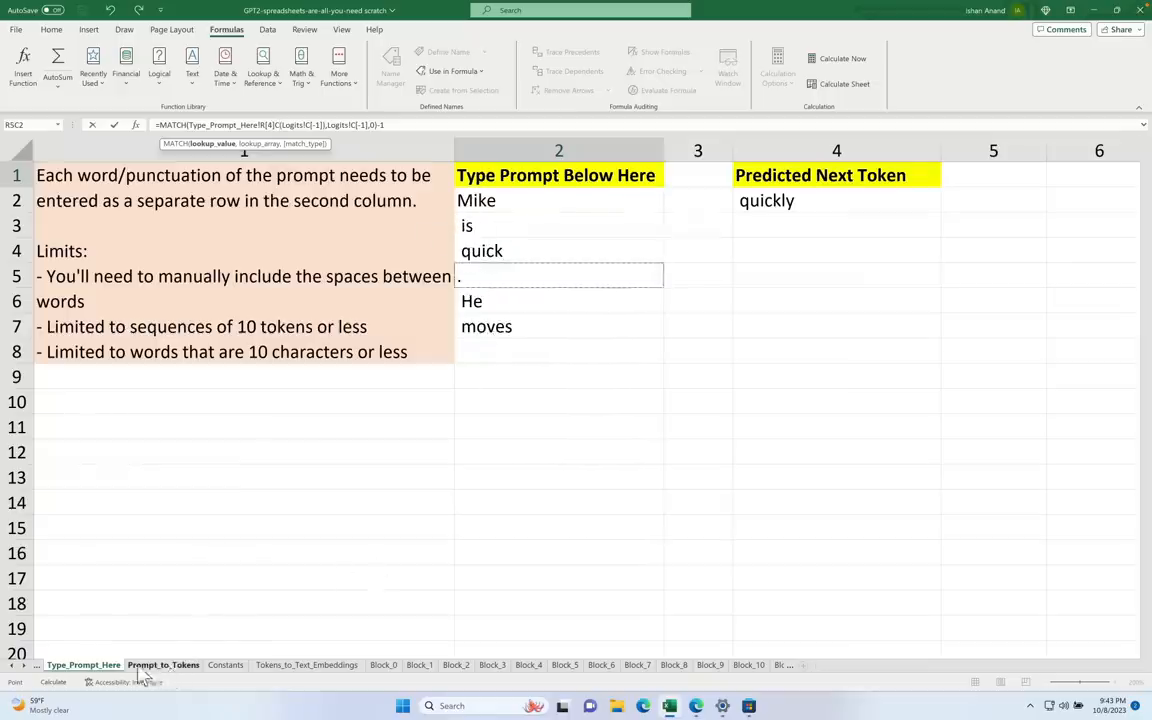 AutoSave Off
GPT2-spreadsheets-are-all-you-need scratch
Search
Ishan Anand
IA
File Home Insert Draw Page Layout Formulas Data Review View Help
Comments
Share
Insert Function
AutoSum
Recently Used
Financial
Logical
Text
Date & Time
Lookup & Reference
Math & Trig
More Functions
Function Library
Name Manager
Define Name
Use in Formula
Create from Selection
Defined Names
Trace Precedents
Trace Dependents
Remove Arrows
Show Formulas
Error Checking
Evaluate Formula
Formula Auditing
Watch Window
Calculation Options
Calculate Now
Calculate Sheet
Calculation
R5C2
fx
=MATCH(Type_Prompt_Here!R[4]C(Logits!C[-1]),Logits!C[-1],0)-1
MATCH(lookup_value, lookup_array, [match_type])
1 2 3 4 5 6
1 Each word/punctuation of the prompt needs to be Type Prompt Below Here Predicted Next Token
2 entered as a separate row in the second column. Mike quickly
3 is
4 Limits: quick
5 - You'll need to manually include the spaces between .
6 words He
7 - Limited to sequences of 10 tokens or less moves
8 - Limited to words that are 10 characters or less
9
10
11
12
13
14
15
16
17
18
19
20
... Type_Prompt_Here Prompt_to_Tokens Constants Tokens_to_Text_Embeddings Block_0 Block_1 Block_2 Block_3 Block_4 Block_5 Block_6 Block_7 Block_8 Block_9 Block_10 Blc ...
Point Calculate
200%
59°F
Mostly clear
Search
9:43 PM
10/8/2023